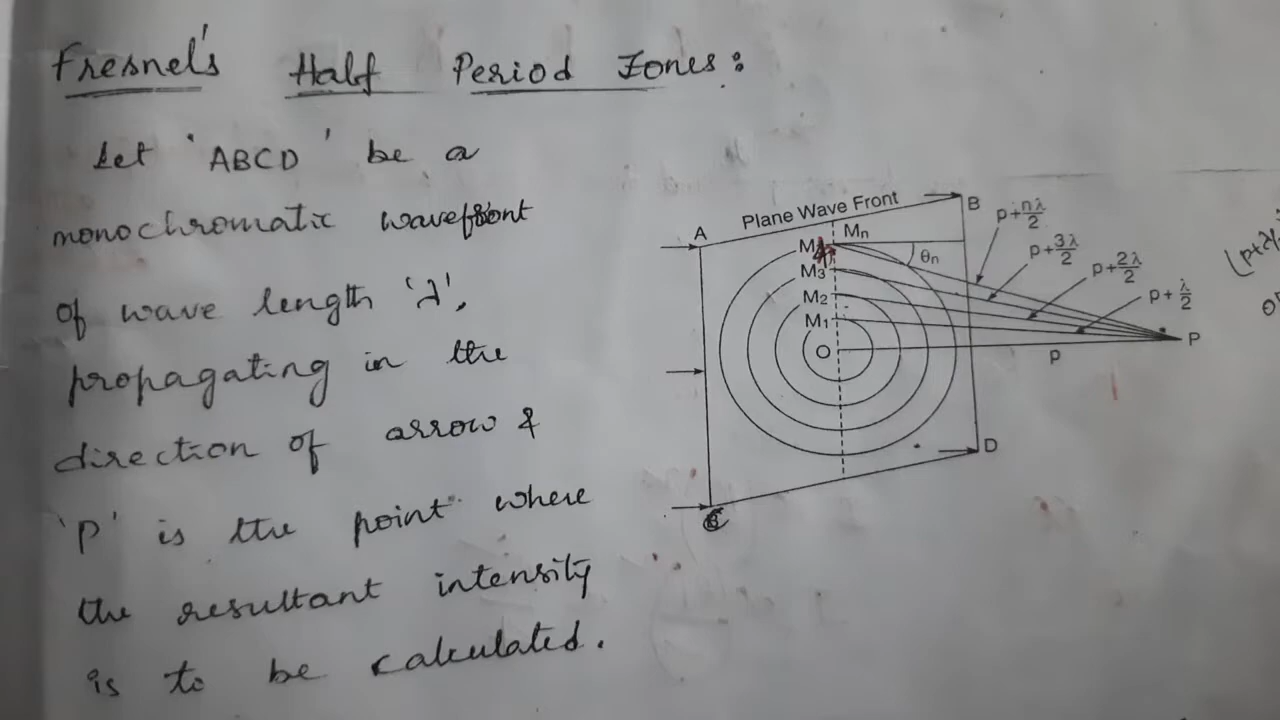 Fresnel's Half Period Zones:
Let 'ABCD' be a
monochromatic wavefront
of wave length 'λ',
propagating in the
direction of arrow &
'P' is the point where
the resultant intensity
is to be calculated.
Plane Wave Front
A
B
C
D
Mn
M3
M2
M1
O
θn
p+nλ/2
p+3λ/2
p+2λ/2
p+λ/2
P
p